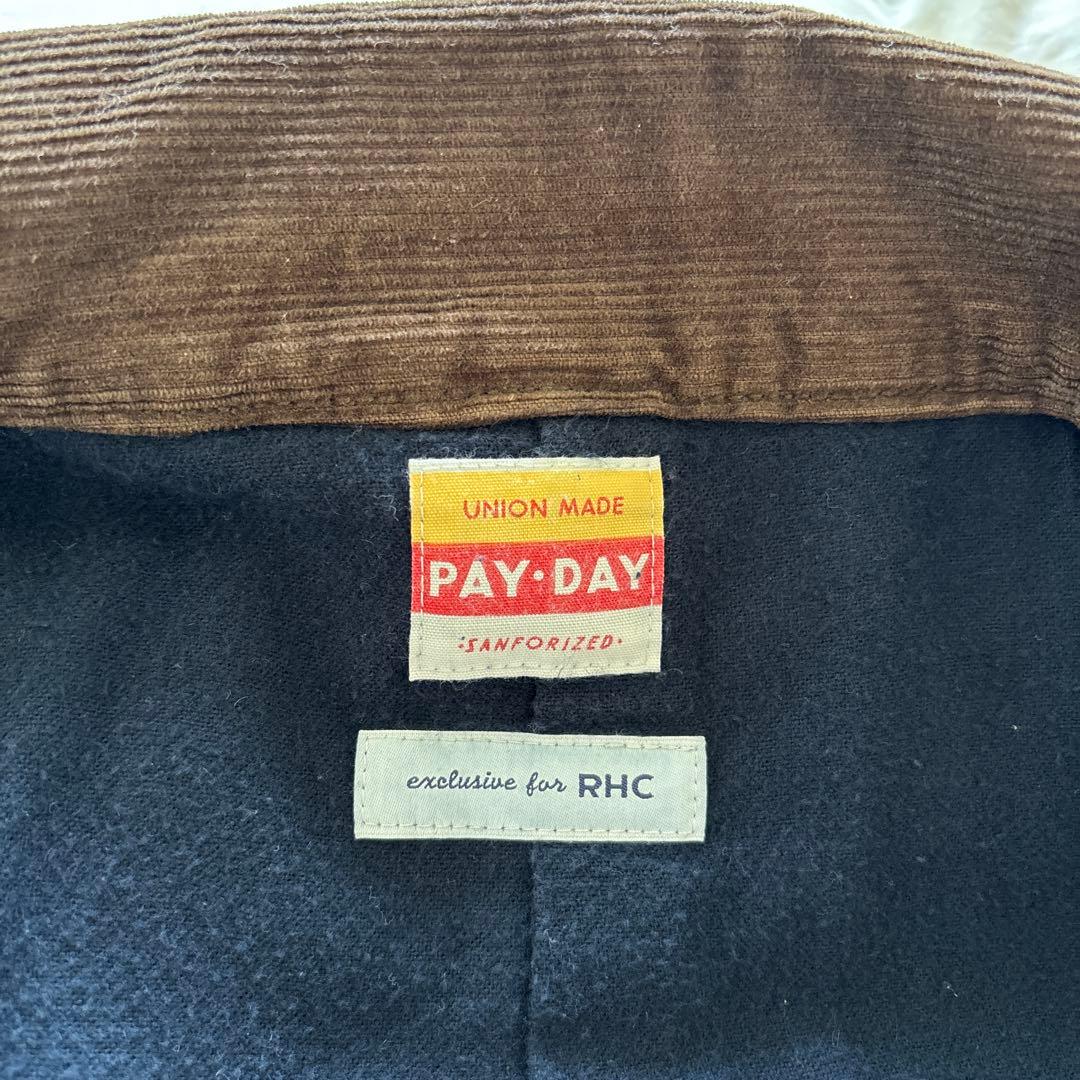 UNION MADE
PAY·DAY
·SANFORIZED·
exclusive for RHC